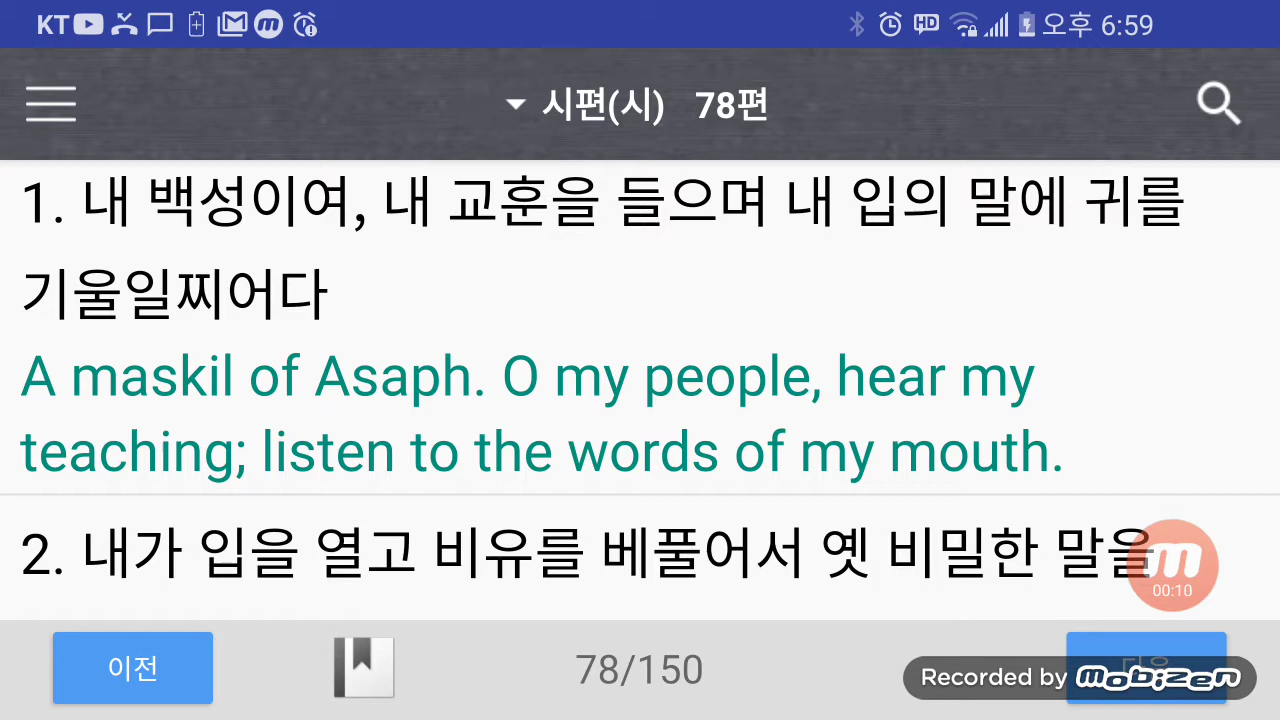 KT HD 오후 6:59
시편(시) 78편
1. 내 백성이여, 내 교훈을 들으며 내 입의 말에 귀를
기울일찌어다
A maskil of Asaph. O my people, hear my
teaching; listen to the words of my mouth.
2. 내가 입을 열고 비유를 베풀어서 옛 비밀한 말을
00:10
이전 78/150 다음
Recorded by Mobizen